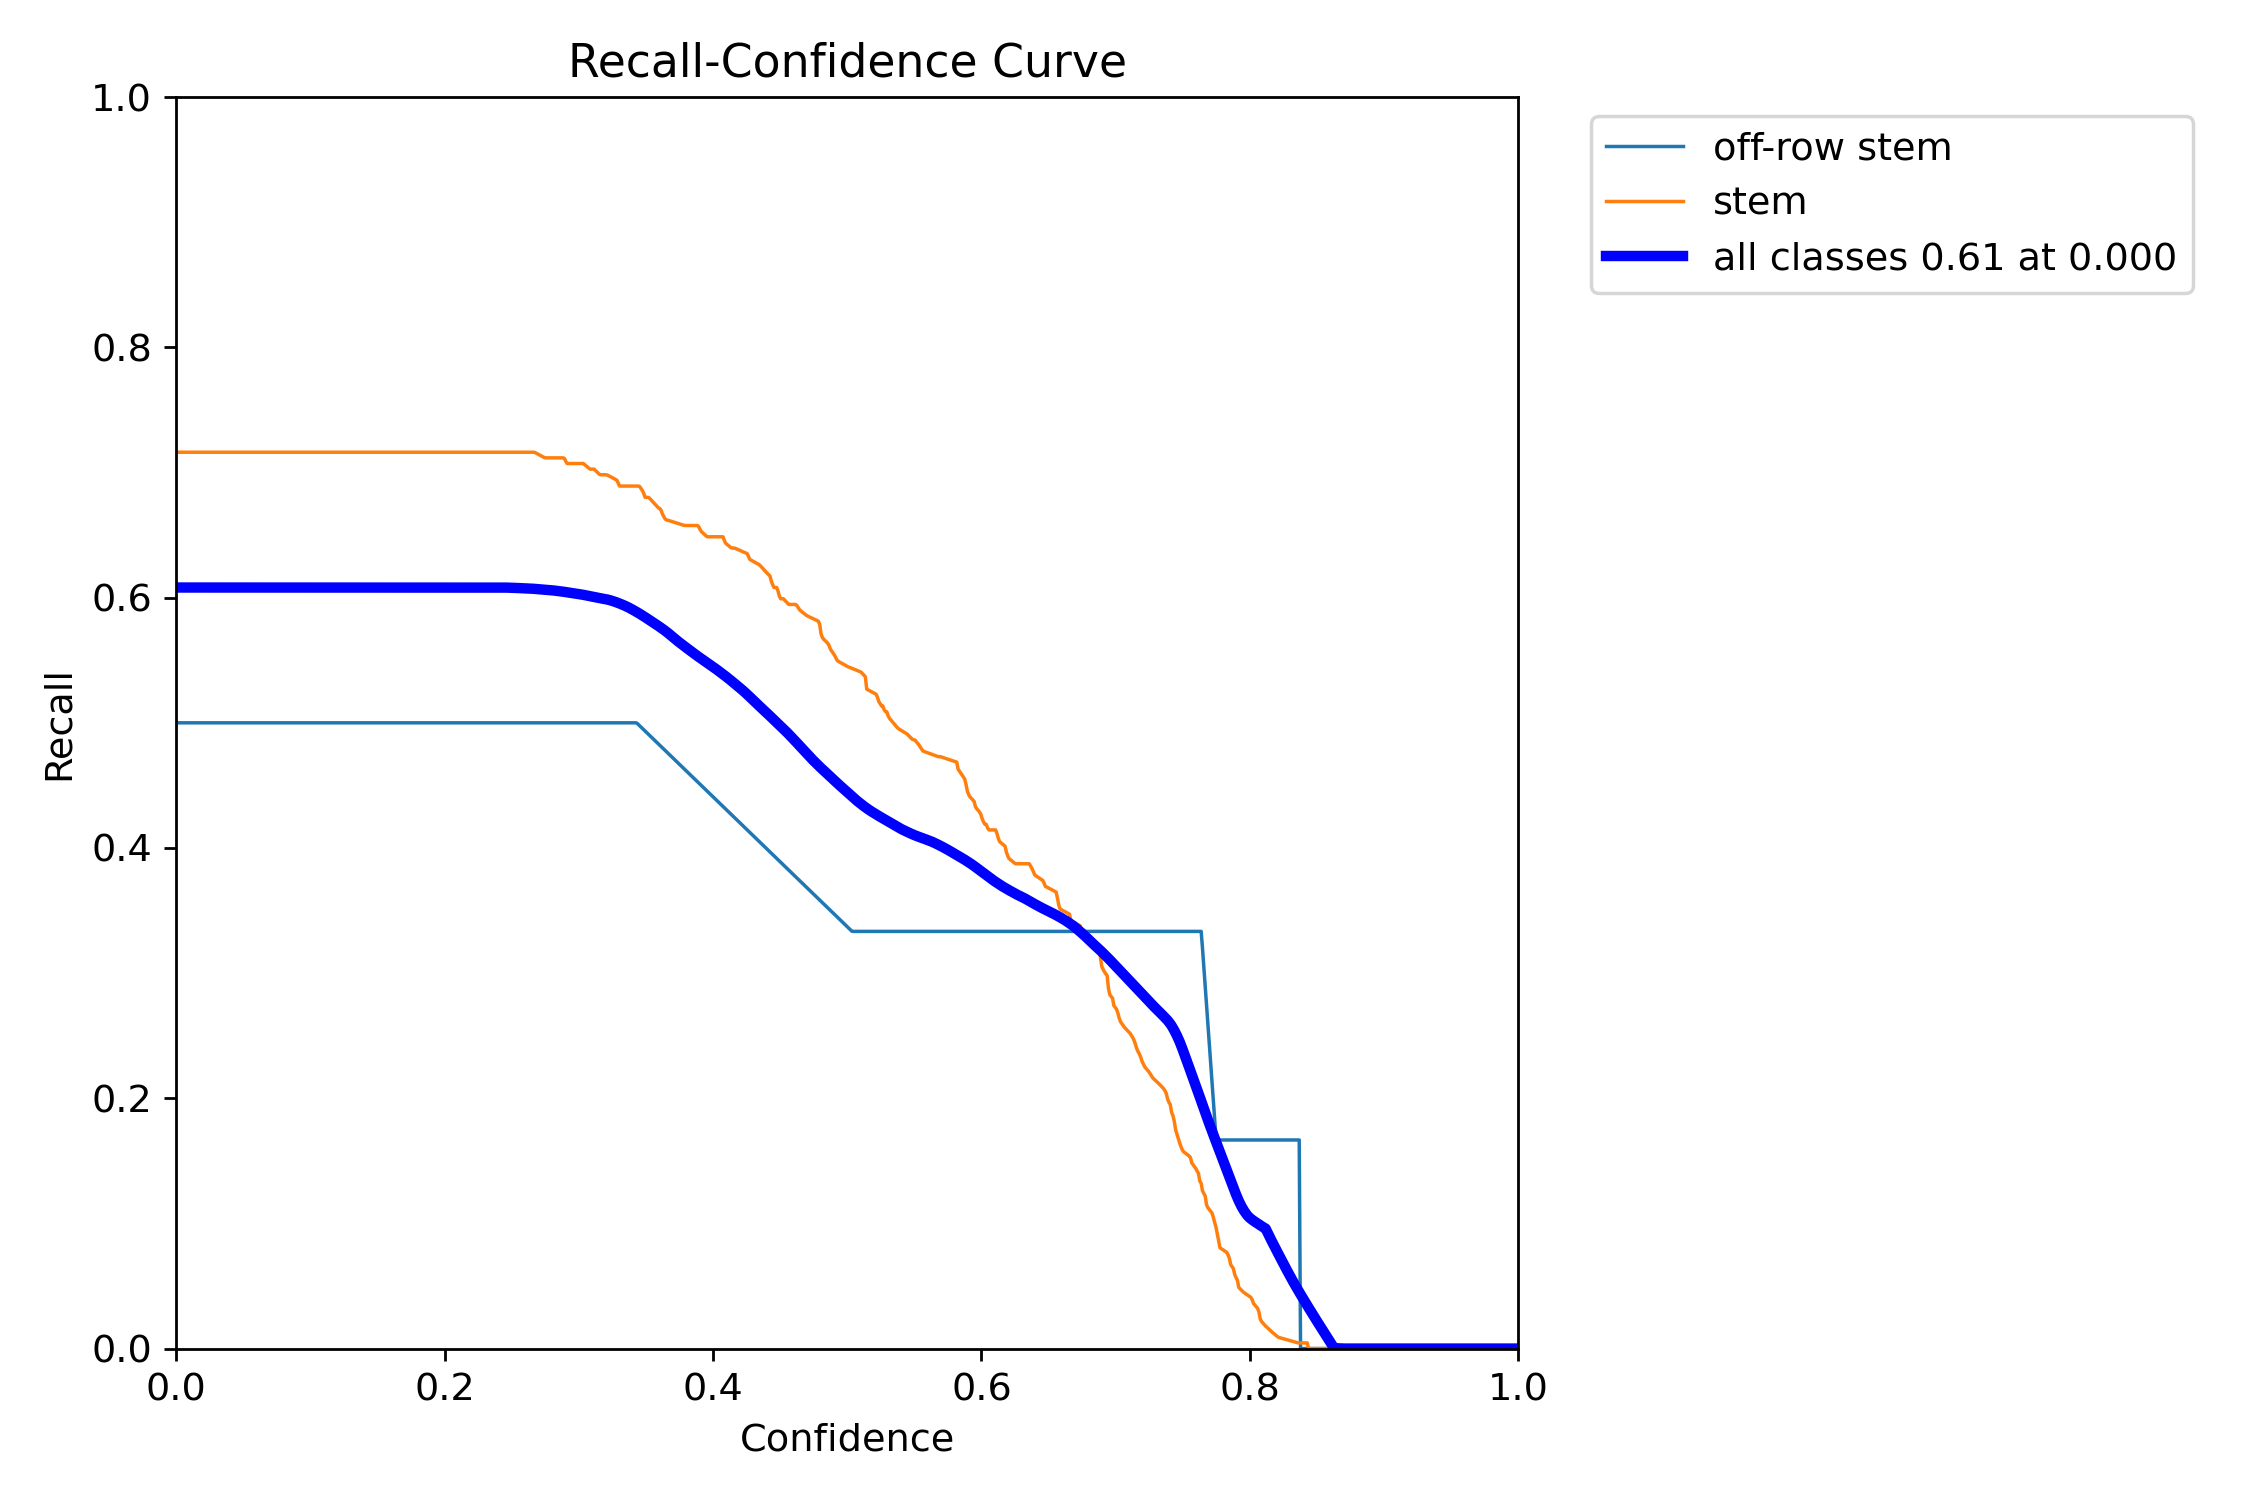 Recall-Confidence Curve
1.0
0.8
0.6
0.4
0.2
0.0
Recall
0.0 0.2 0.4 0.6 0.8 1.0
Confidence
off-row stem
stem
all classes 0.61 at 0.000